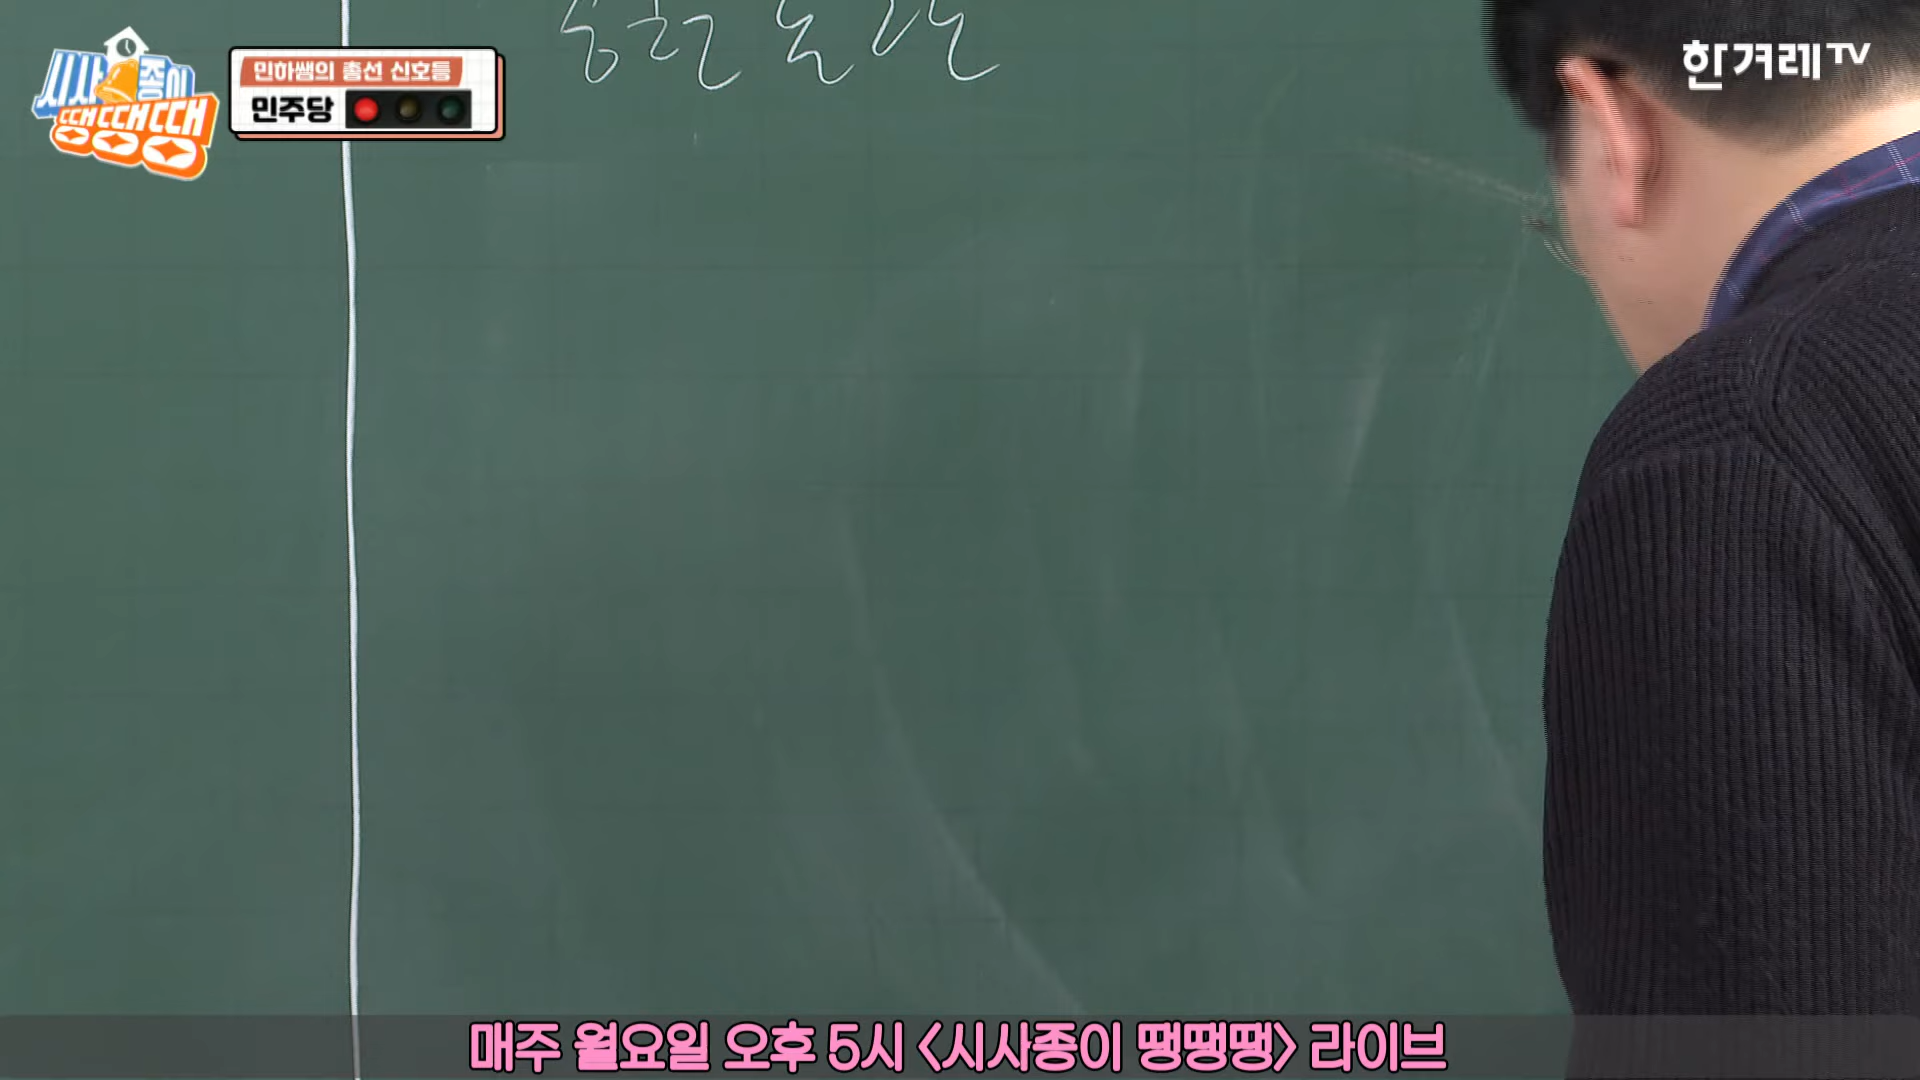 시사종이
땡땡땡
민하쌤의 총선 신호등
민주당
한겨레TV
매주 월요일 오후 5시 <시사종이 땡땡땡> 라이브